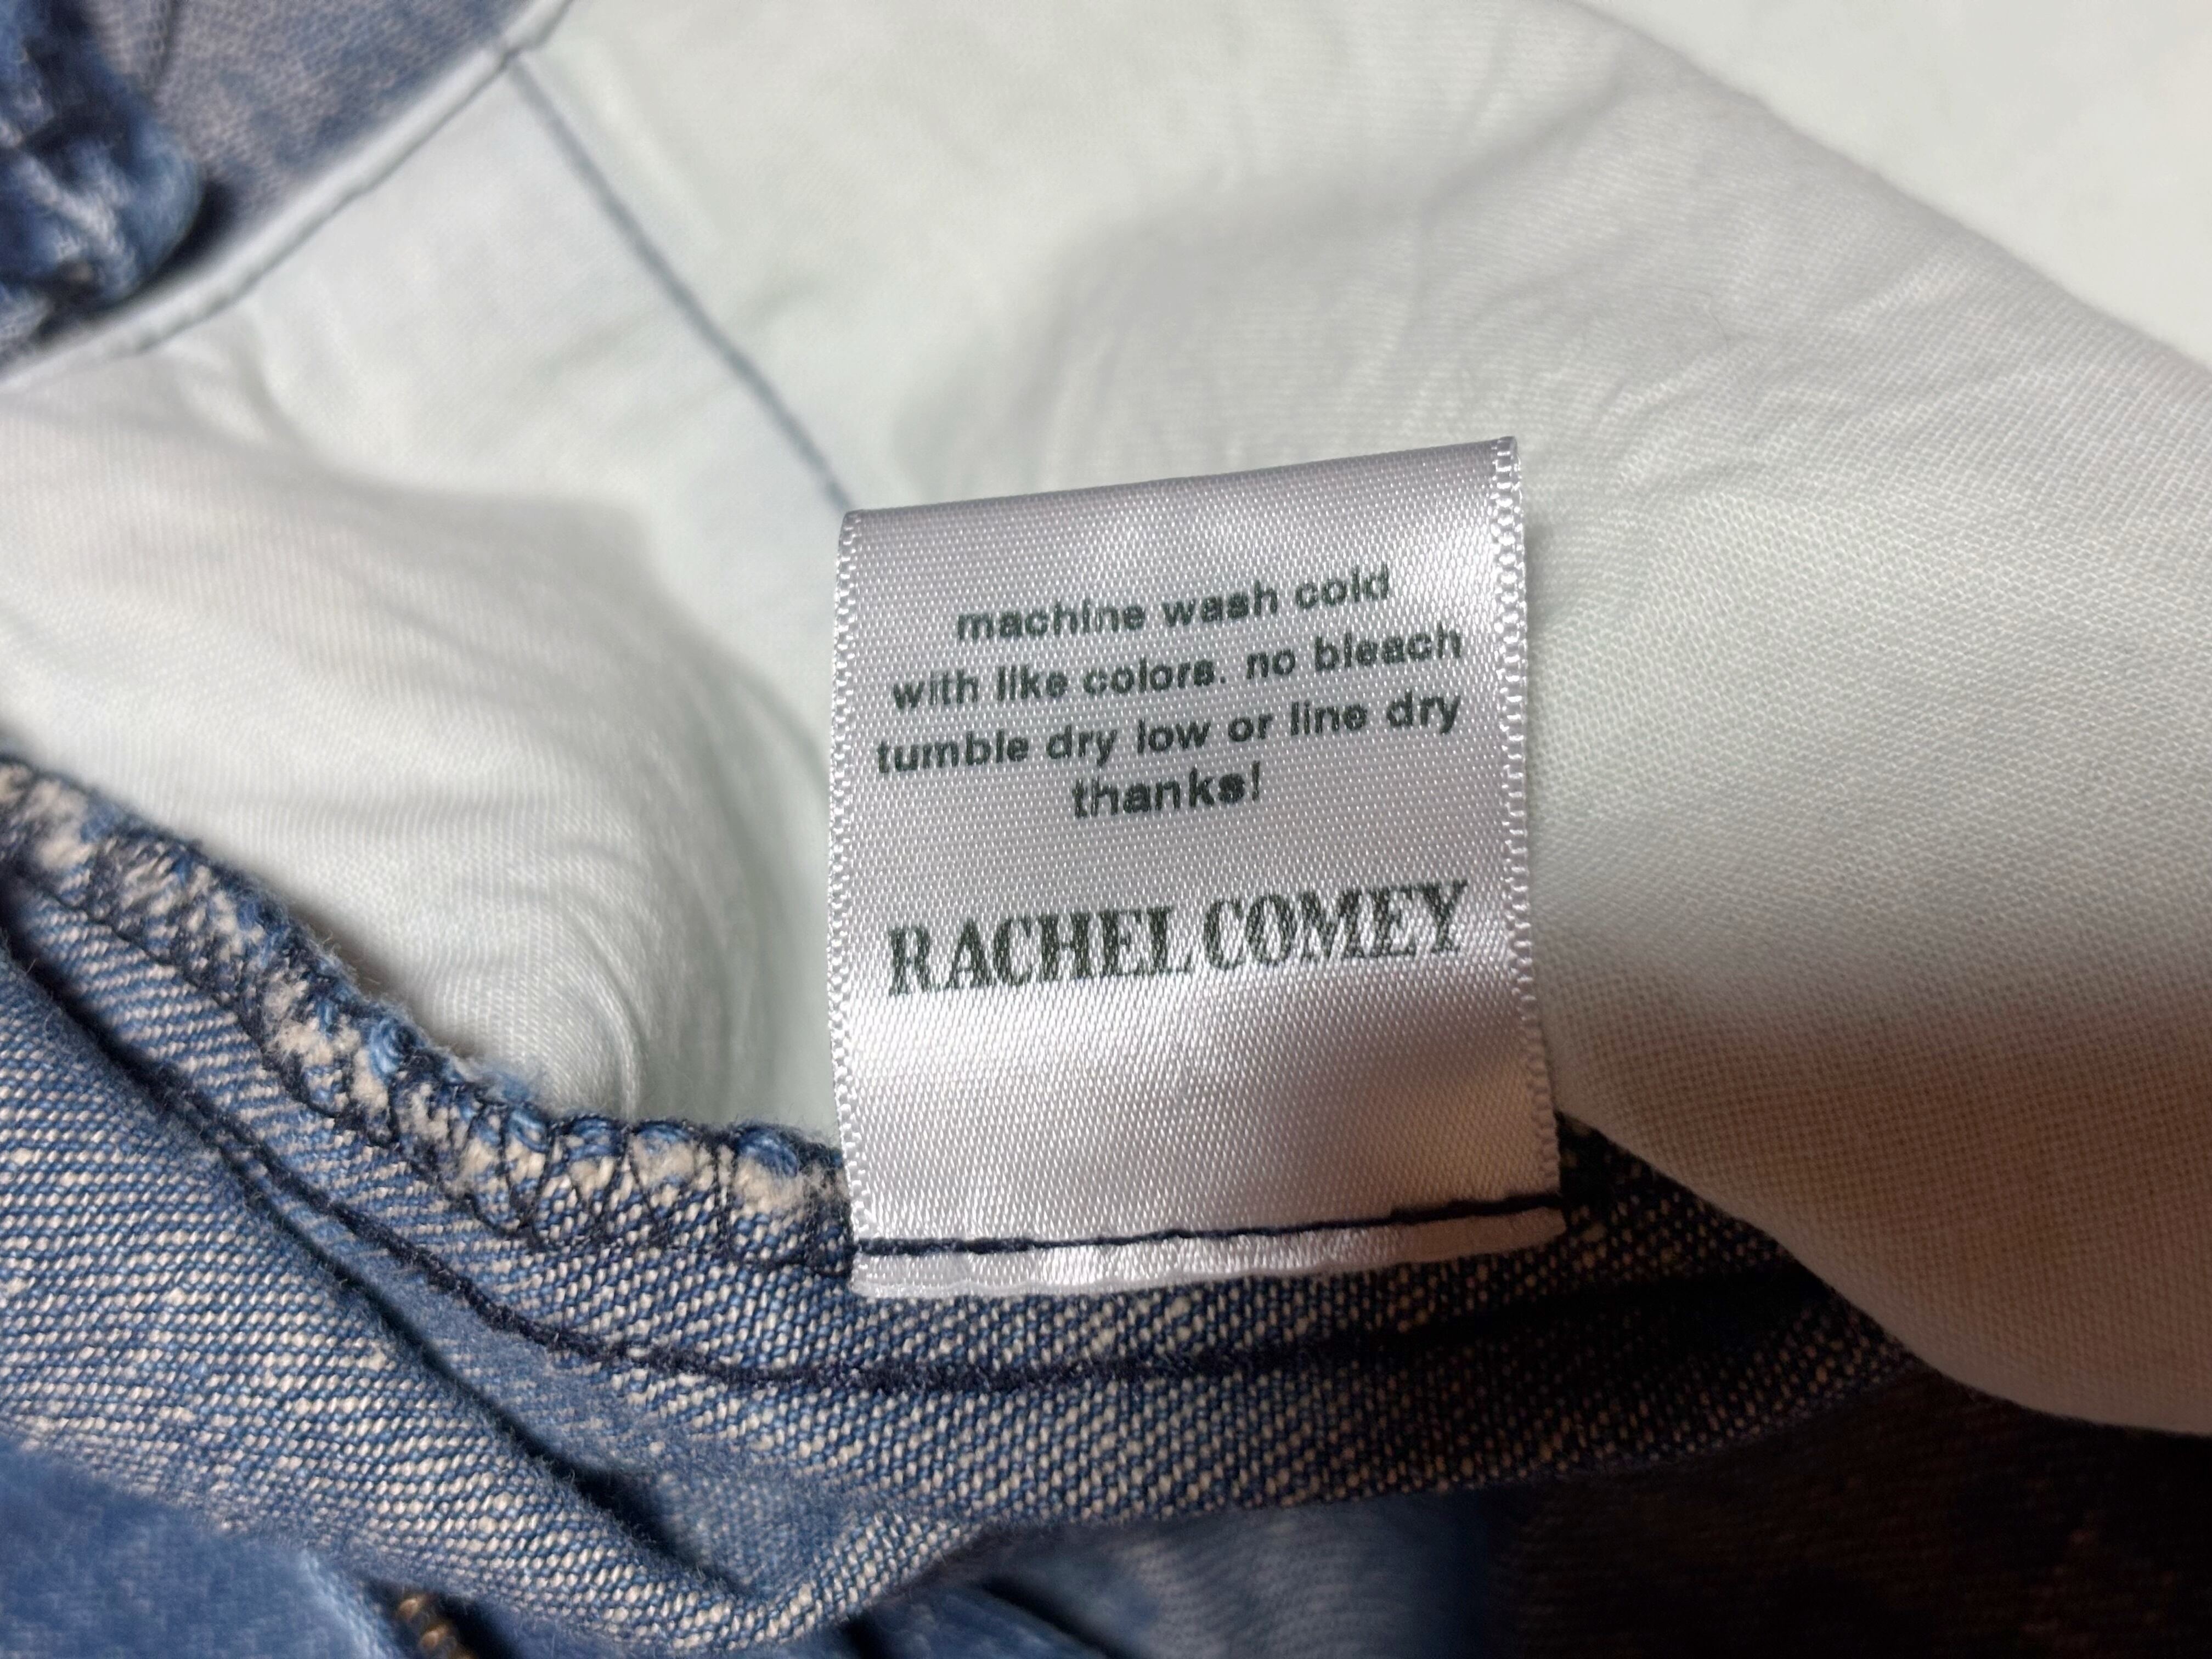 machine wash cold
with like colors. no bleach
tumble dry low or line dry
thanks!
RACHEL COMEY